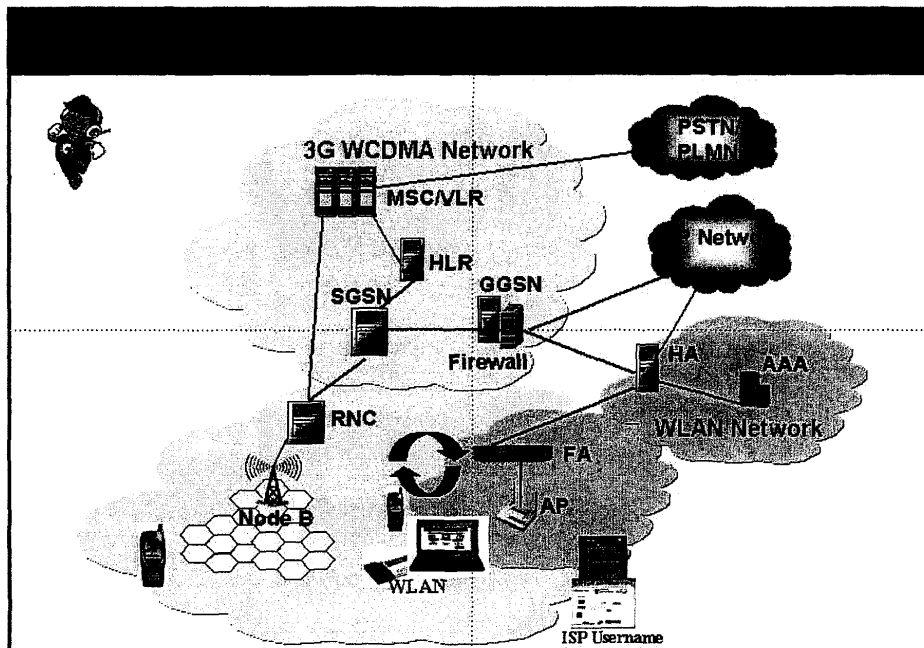 PSTN
PLMN
3G WCDMA Network
MSC/VLR
Netw
HLR
GGSN
SGSN
Firewall
HA
AAA
RNC
WLAN Network
FA
AP
Node B
WLAN
ISP Username